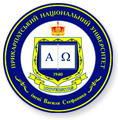 ПРИКАРПАТСЬКИЙ НАЦІОНАЛЬНИЙ УНІВЕРСИТЕТ
Α Ω
1940
імені Василя Стефаника